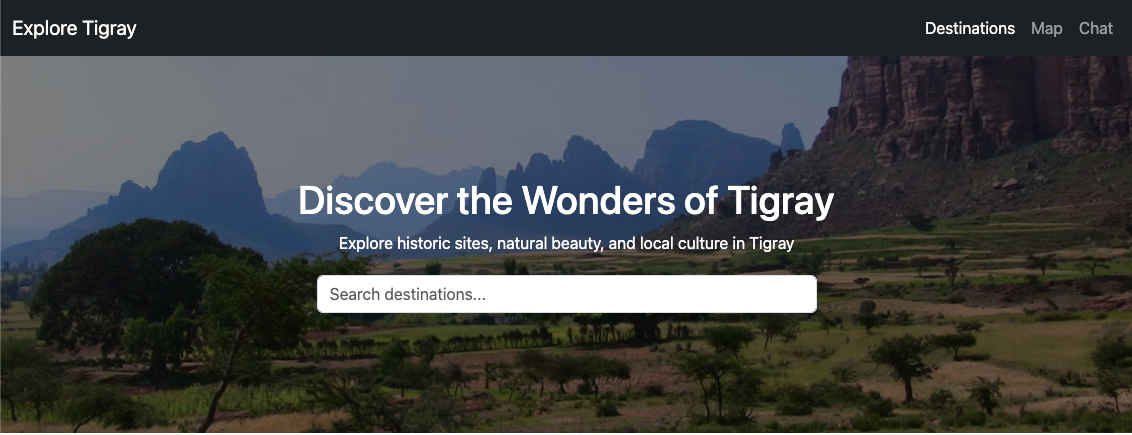 Explore Tigray
Destinations Map Chat
Discover the Wonders of Tigray
Explore historic sites, natural beauty, and local culture in Tigray
Search destinations...